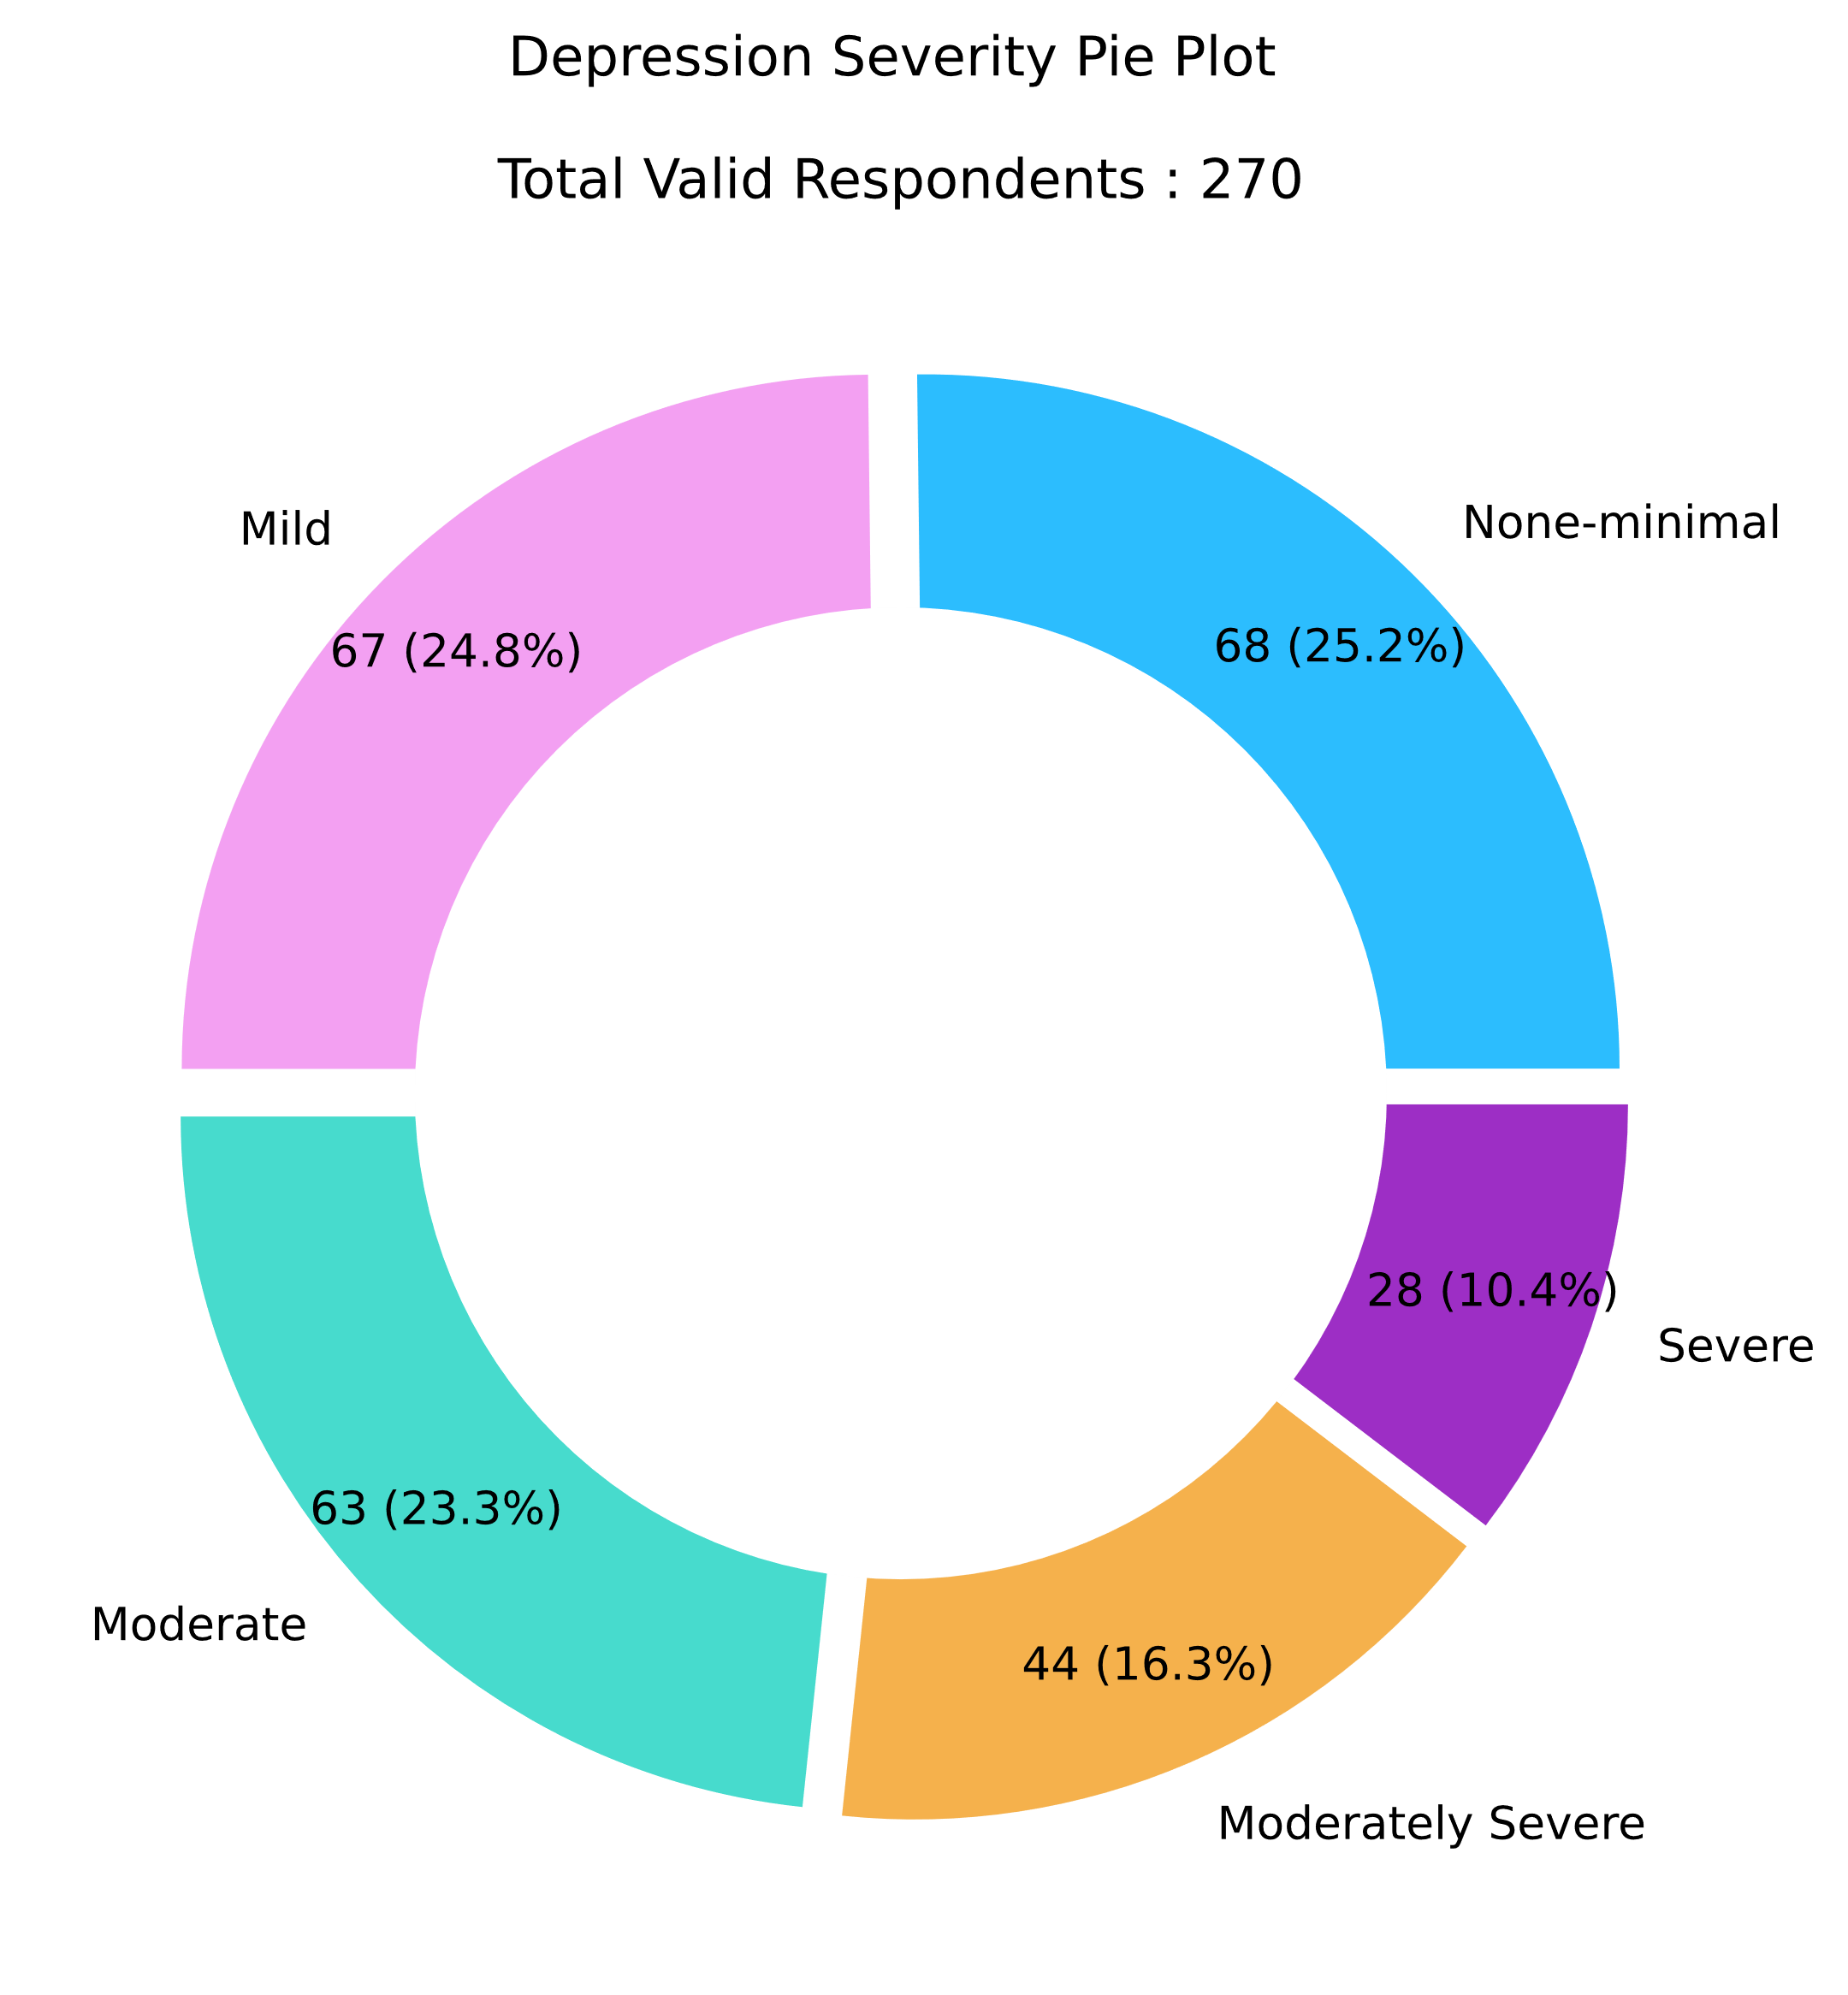 Depression Severity Pie Plot
Total Valid Respondents : 270
None-minimal
Mild
68 (25.2%)
67 (24.8%)
28 (10.4%)
Severe
63 (23.3%)
Moderate
44 (16.3%)
Moderately Severe